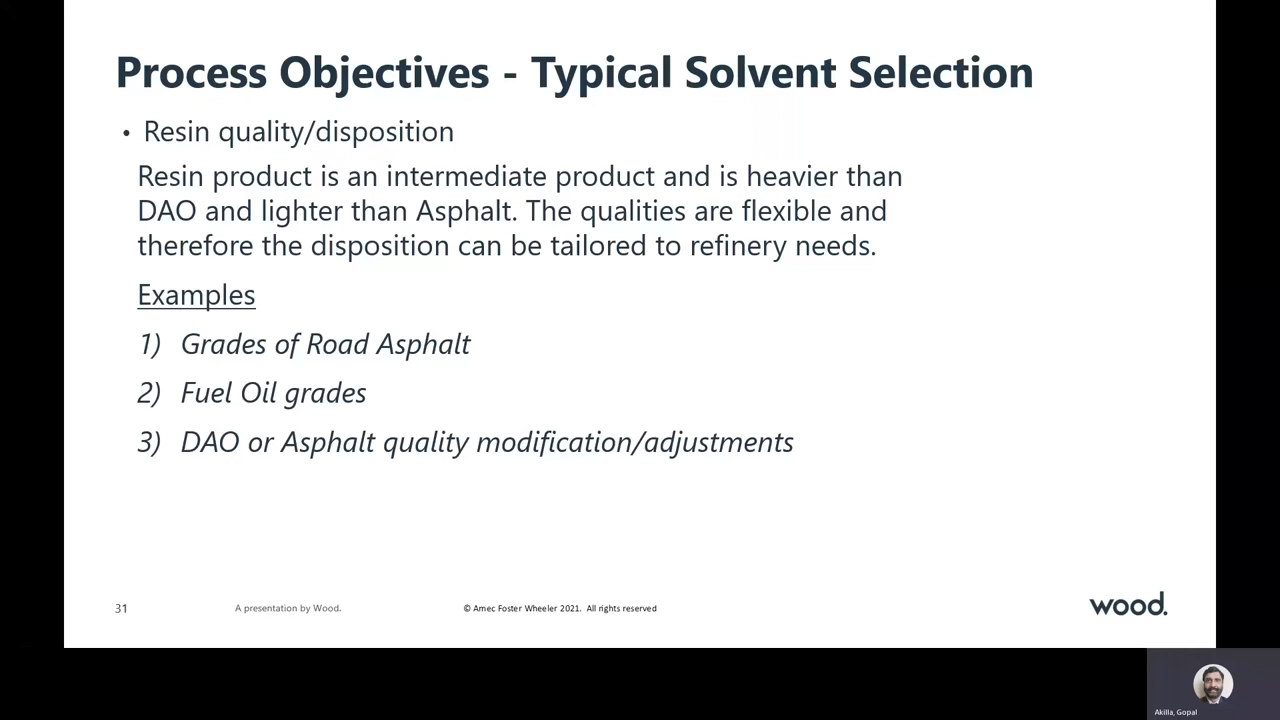 Process Objectives - Typical Solvent Selection
• Resin quality/disposition
Resin product is an intermediate product and is heavier than
DAO and lighter than Asphalt. The qualities are flexible and
therefore the disposition can be tailored to refinery needs.
Examples
1) Grades of Road Asphalt
2) Fuel Oil grades
3) DAO or Asphalt quality modification/adjustments
31 A presentation by Wood. © Amec Foster Wheeler 2021. All rights reserved
wood.
Akilla, Gopal